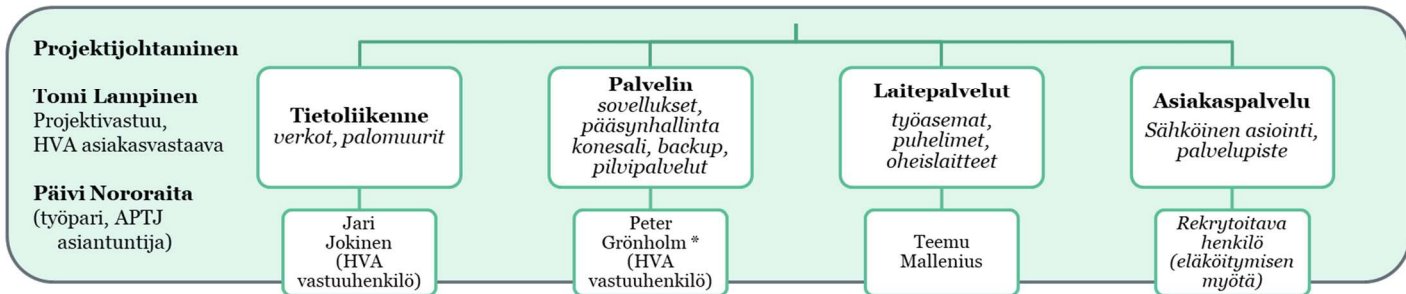 Projektijohtaminen
Tomi Lampinen
Projektivastuu,
HVA asiakasvastaava
Päivi Nororaita
(työpari, APTJ
asiantuntija)
Tietoliikenne
verkot, palomuurit
Jari
Jokinen
(HVA
vastuuhenkilö)
Palvelin
sovellukset,
pääsynhallinta
konesali, backup,
pilvipalvelut
Peter
Grönholm *
(HVA
vastuuhenkilö)
Laitepalvelut
työasemat,
puhelimet,
oheislaitteet
Teemu
Mallenius
Asiakaspalvelu
Sähköinen asiointi,
palvelupiste
Rekrytoitava
henkilö
(eläköitymisen
myötä)